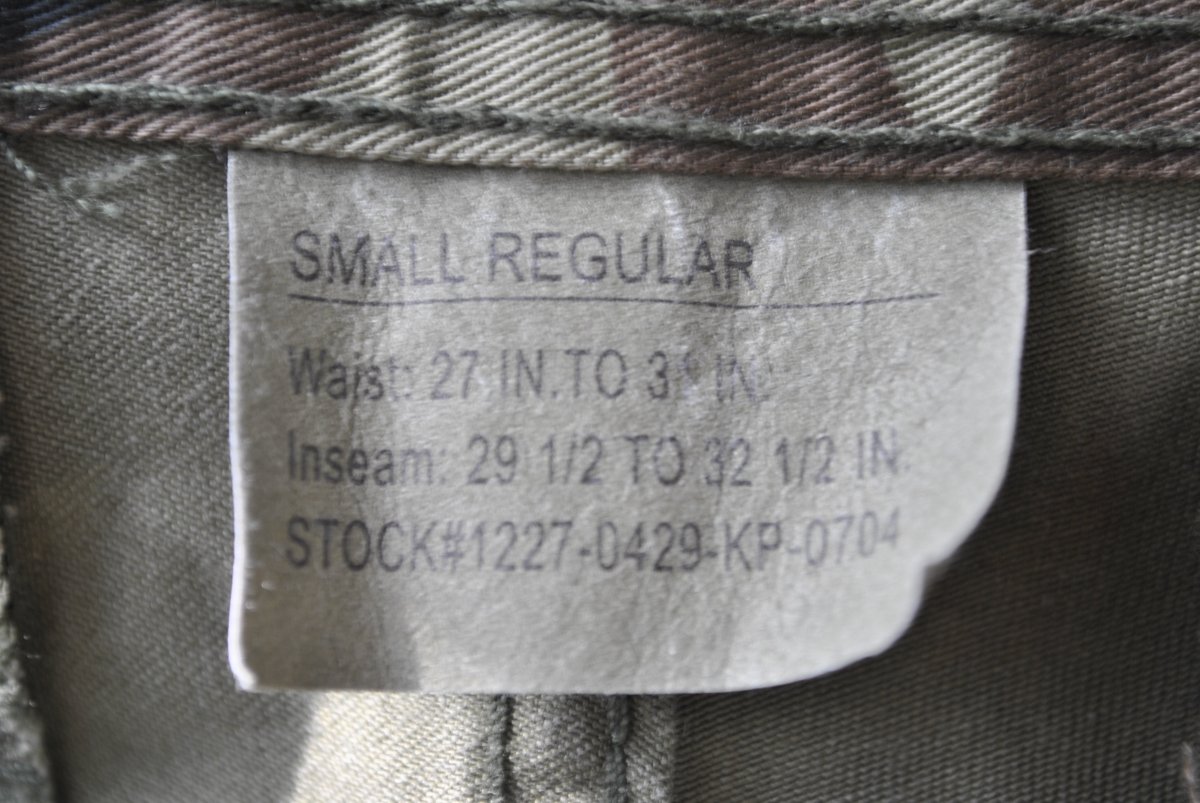 SMALL REGULAR
Waist: 27 IN.TO IN.
Inseam: 29 1/2 TO 32 1/2 IN.
STOCK#1227-0429-KP-0704